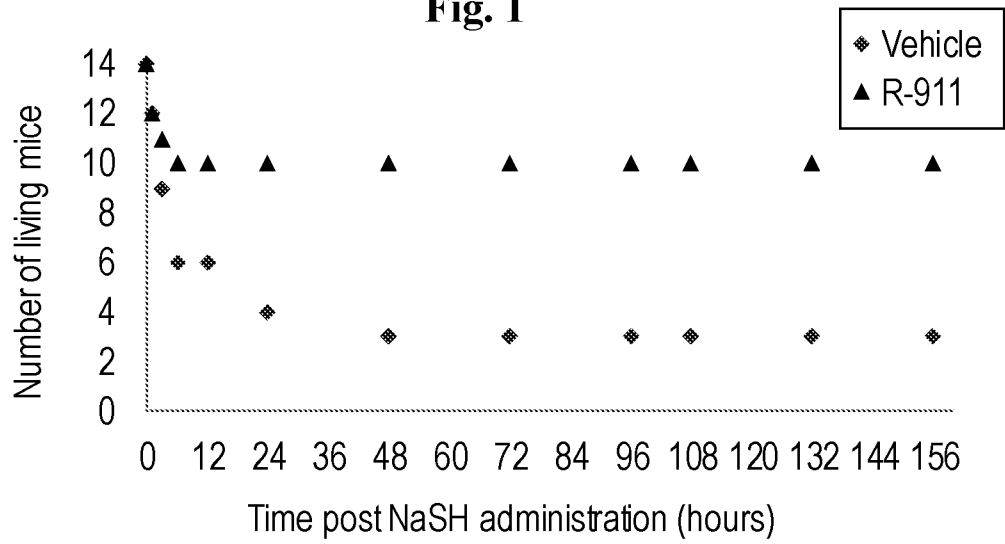 Fig. 1
Vehicle
R-911
Number of living mice
14
12
10
8
6
4
2
0
0 12 24 36 48 60 72 84 96 108 120 132 144 156
Time post NaSH administration (hours)